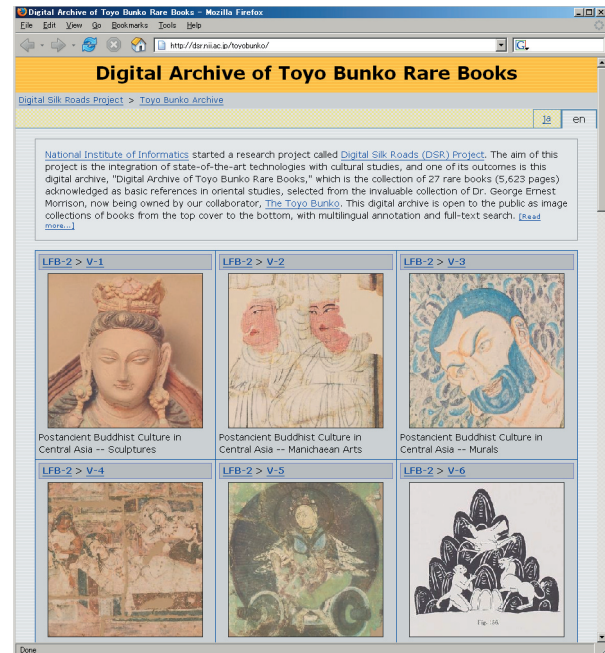 Digital Archive of Toyo Bunko Rare Books - Mozilla Firefox
File Edit View Go Bookmarks Tools Help
http://dsr.nii.ac.jp/toyobunko/
Digital Archive of Toyo Bunko Rare Books
Digital Silk Roads Project > Toyo Bunko Archive
ja en
National Institute of Informatics started a research project called Digital Silk Roads (DSR) Project. The aim of this
project is the integration of state-of-the-art technologies with cultural studies, and one of its outcomes is this
digital archive, "Digital Archive of Toyo Bunko Rare Books," which is the collection of 27 rare books (5,623 pages)
acknowledged as basic references in oriental studies, selected from the invaluable collection of Dr. George Ernest
Morrison, now being owned by our collaborator, The Toyo Bunko. This digital archive is open to the public as image
collections of books from the top cover to the bottom, with multilingual annotation and full-text search. [Read
more...]
LFB-2 > V-1 LFB-2 > V-2 LFB-2 > V-3
Postancient Buddhist Culture in Postancient Buddhist Culture in Postancient Buddhist Culture in
Central Asia -- Sculptures Central Asia -- Manichaean Arts Central Asia -- Murals
LFB-2 > V-4 LFB-2 > V-5 LFB-2 > V-6
Done